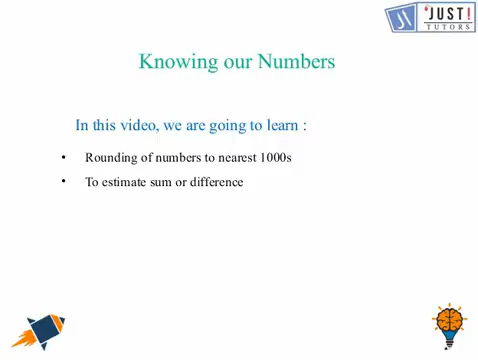 'JUST!
TUTORS
Knowing our Numbers
In this video, we are going to learn :
• Rounding of numbers to nearest 1000s
• To estimate sum or difference